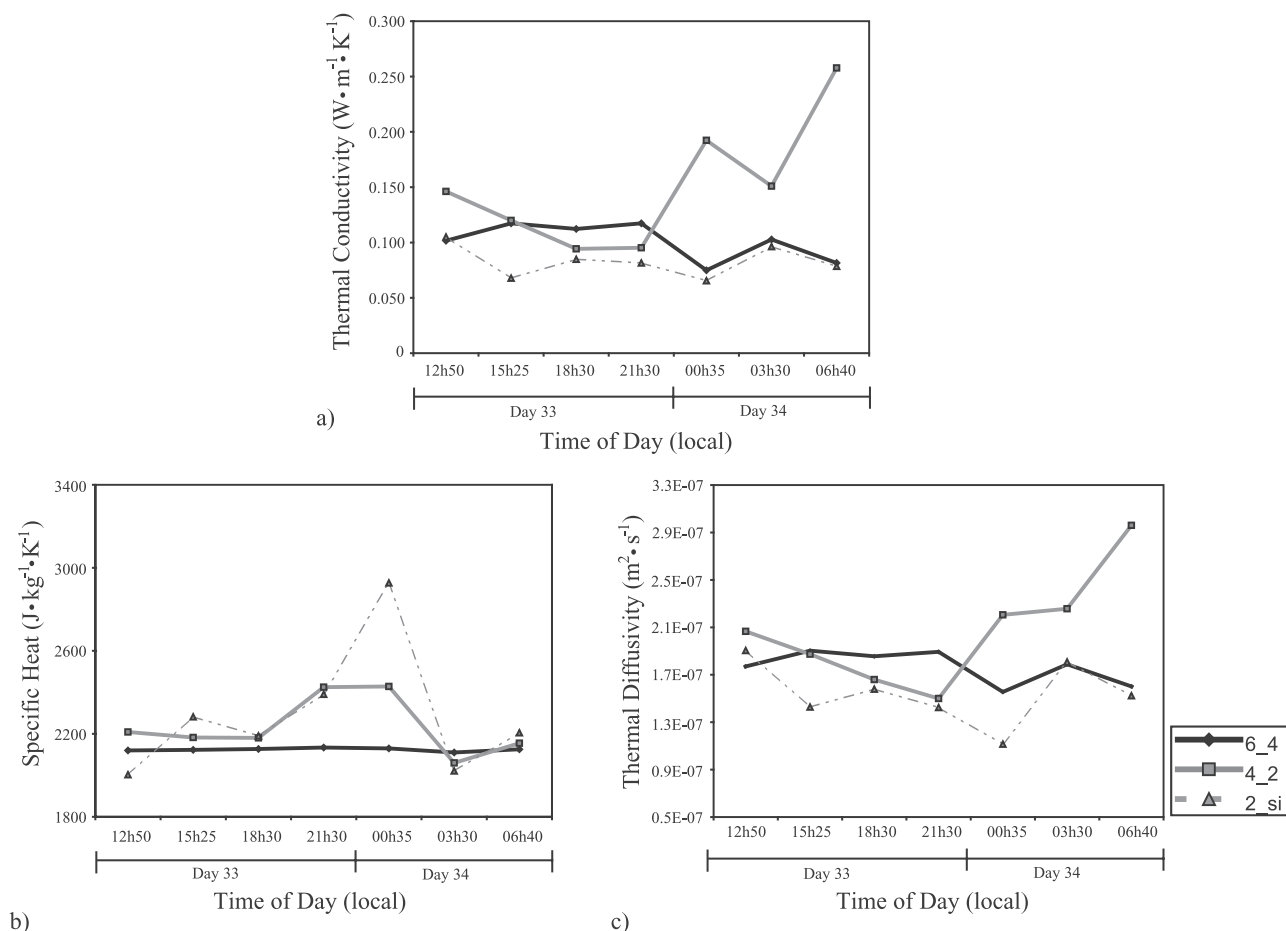 0.300
0.250
0.200
0.150
0.100
0.050
0
Thermal Conductivity (W•m⁻¹•K⁻¹)
12h50 15h25 18h30 21h30 00h35 03h30 06h40
Day 33 Day 34
Time of Day (local)
a)
3400
3000
2600
2200
1800
Specific Heat (J•kg⁻¹•K⁻¹)
12h50 15h25 18h30 21h30 00h35 03h30 06h40
Day 33 Day 34
Time of Day (local)
b)
3.3E-07
2.9E-07
2.5E-07
2.1E-07
1.7E-07
1.3E-07
0.9E-07
0.5E-07
Thermal Diffusivity (m²•s⁻¹)
12h50 15h25 18h30 21h30 00h35 03h30 06h40
Day 33 Day 34
Time of Day (local)
c)
6_4
4_2
2_si